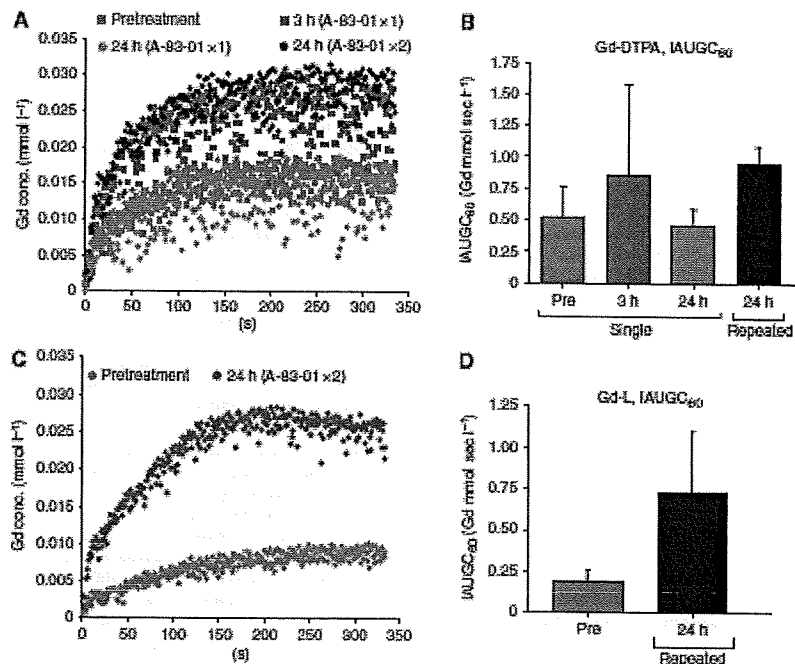 A
Pretreatment
3 h (A-83-01 ×1)
24 h (A-83-01 ×1)
24 h (A-83-01 ×2)
Gd conc. (mmol l⁻¹)
0.035
0.030
0.025
0.020
0.015
0.010
0.005
0
0 50 100 150 200 250 300 350
(s)
B
Gd-DTPA, IAUGC₆₀
IAUGC₆₀ (Gd mmol sec l⁻¹)
1.75
1.50
1.25
1.00
0.75
0.50
0.25
0
Pre 3 h 24 h 24 h
Single Repeated
C
Pretreatment
24 h (A-83-01 ×2)
Gd conc. (mmol l⁻¹)
0.035
0.030
0.025
0.020
0.015
0.010
0.005
0
0 50 100 150 200 250 300 350
(s)
D
Gd-L, IAUGC₆₀
IAUGC₆₀ (Gd mmol sec l⁻¹)
1.25
1.00
0.75
0.50
0.25
0
Pre 24 h
Repeated